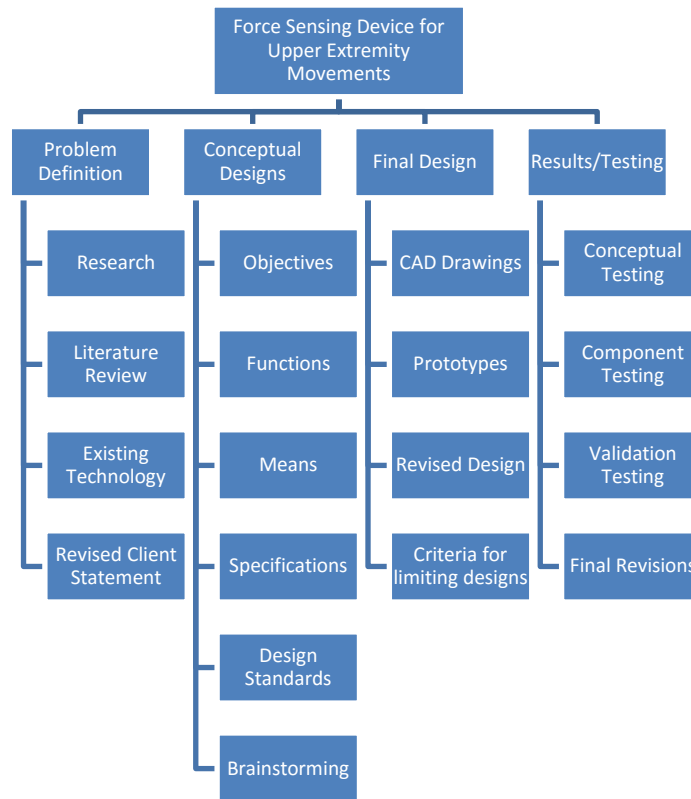 Force Sensing Device for
Upper Extremity
Movements
Problem
Definition
Research
Literature
Review
Existing
Technology
Revised Client
Statement
Conceptual
Designs
Objectives
Functions
Means
Specifications
Design
Standards
Brainstorming
Final Design
CAD Drawings
Prototypes
Revised Design
Criteria for
limiting designs
Results/Testing
Conceptual
Testing
Component
Testing
Validation
Testing
Final Revisions